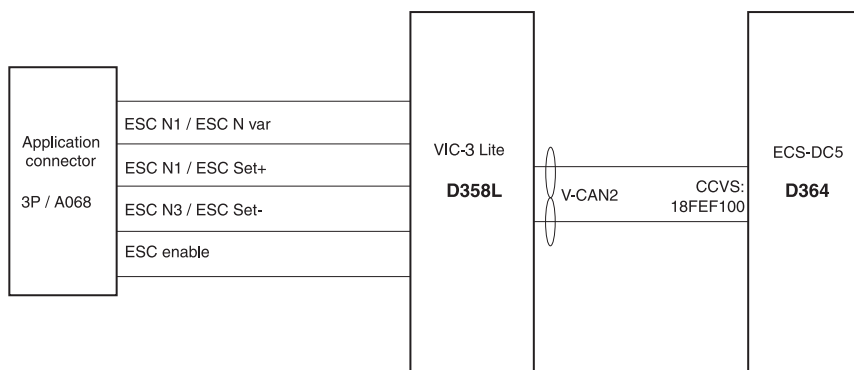 Application
connector
3P / A068
ESC N1 / ESC N var
ESC N1 / ESC Set+
ESC N3 / ESC Set-
ESC enable
VIC-3 Lite
D358L
V-CAN2
CCVS:
18FEF100
ECS-DC5
D364